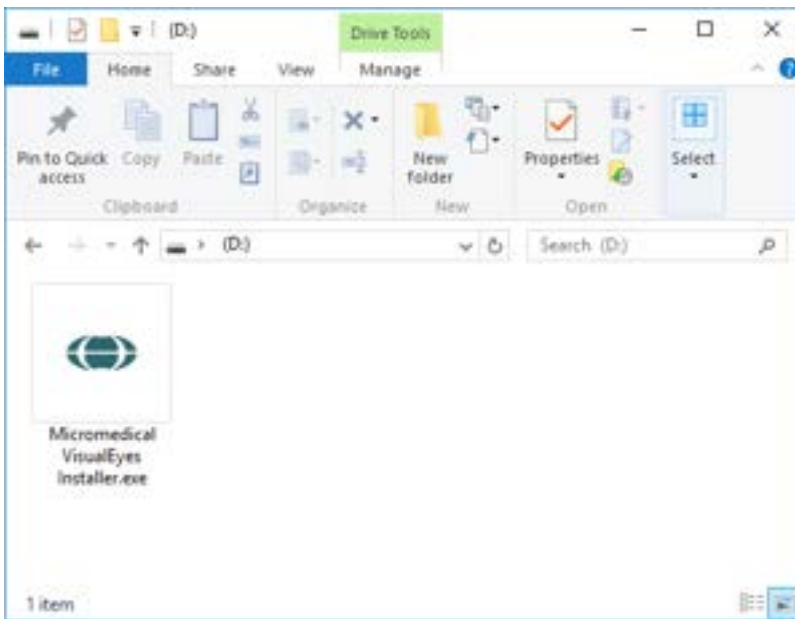 (D:)
Drive Tools
File Home Share View Manage
Pin to Quick access
Copy
Paste
New folder
Properties
Select
Clipboard Organize New Open
(D:)
Search (D:)
Micromedical
VisualEyes
Installer.exe
1 item